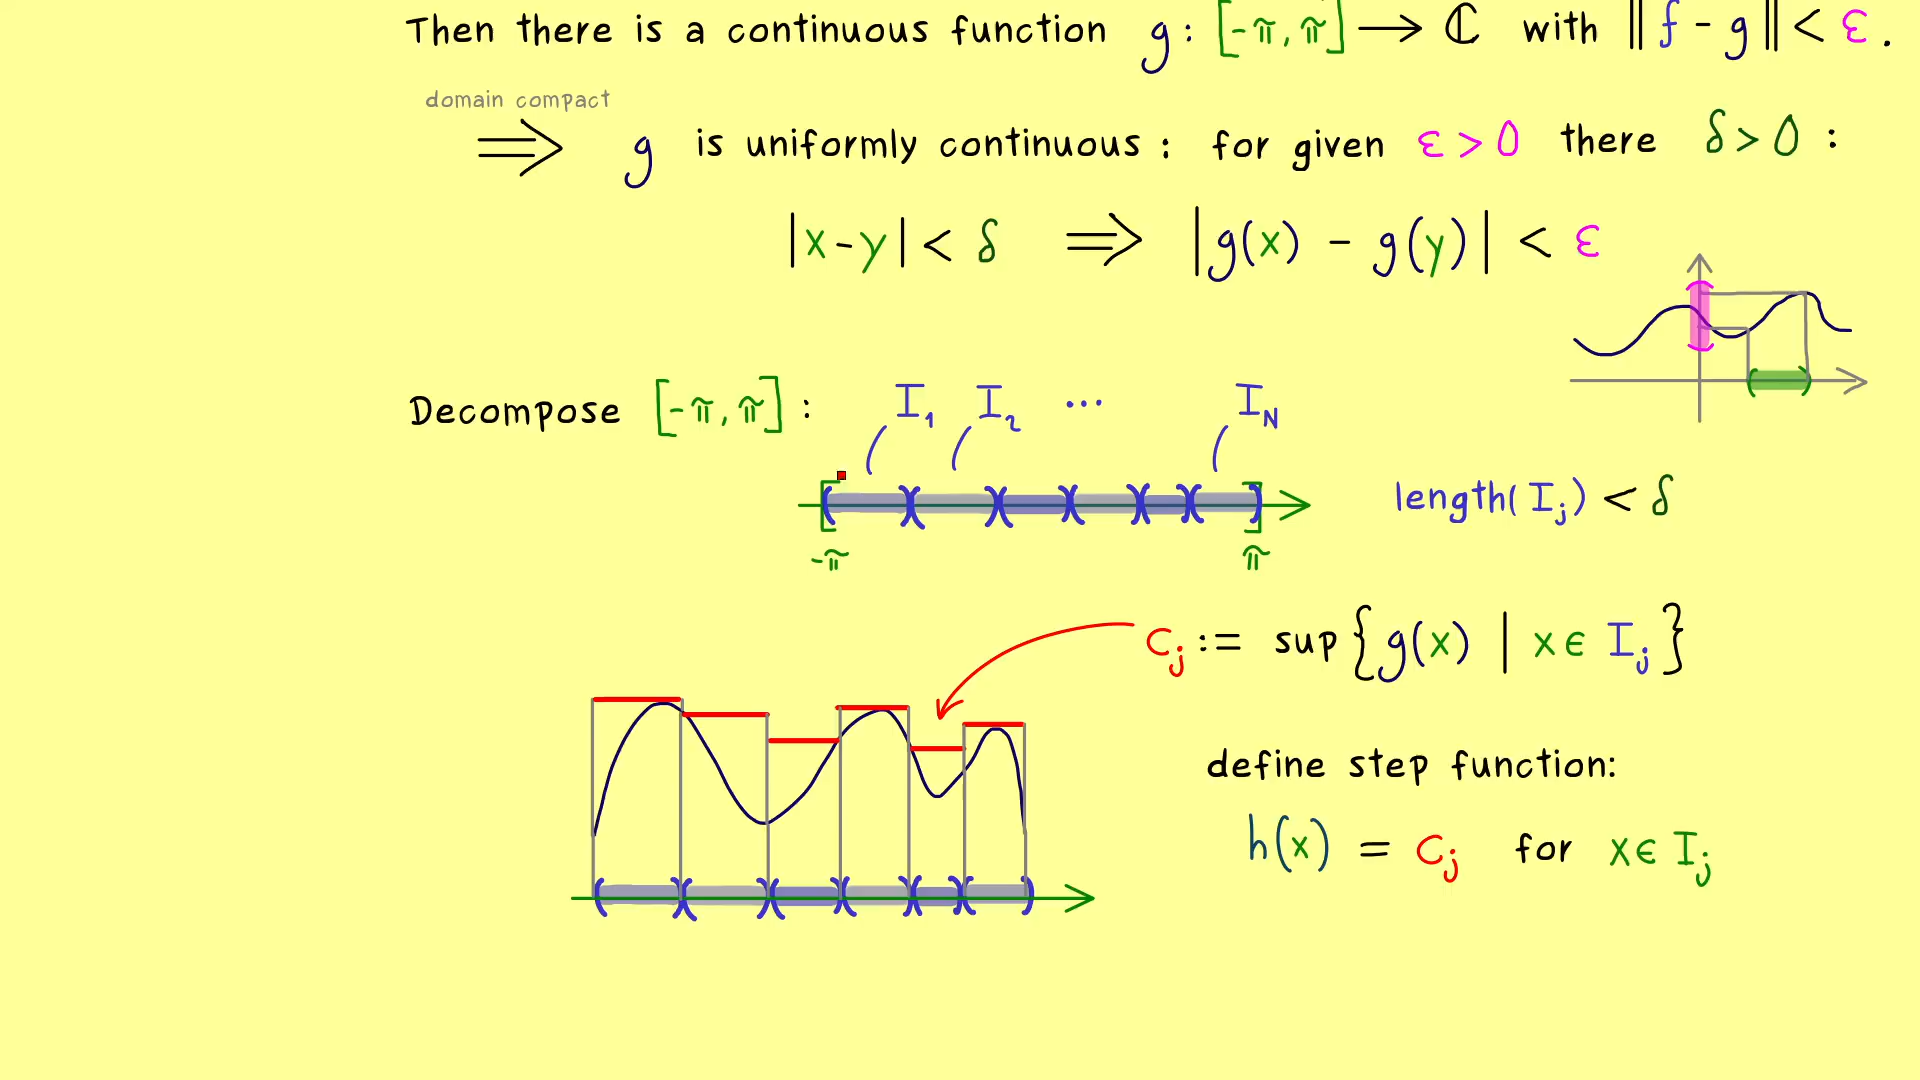 Then there is a continuous function g: [-π, π] → ℂ with ‖f - g‖ < ε.
domain compact
⟹ g is uniformly continuous: for given ε > 0 there δ > 0 :
|x-y| < δ ⟹ |g(x) - g(y)| < ε
Decompose [-π, π] : I₁ I₂ ... I_N
length(I_j) < δ
-π π
c_j := sup{g(x) | x ∈ I_j}
define step function:
h(x) = c_j for x ∈ I_j